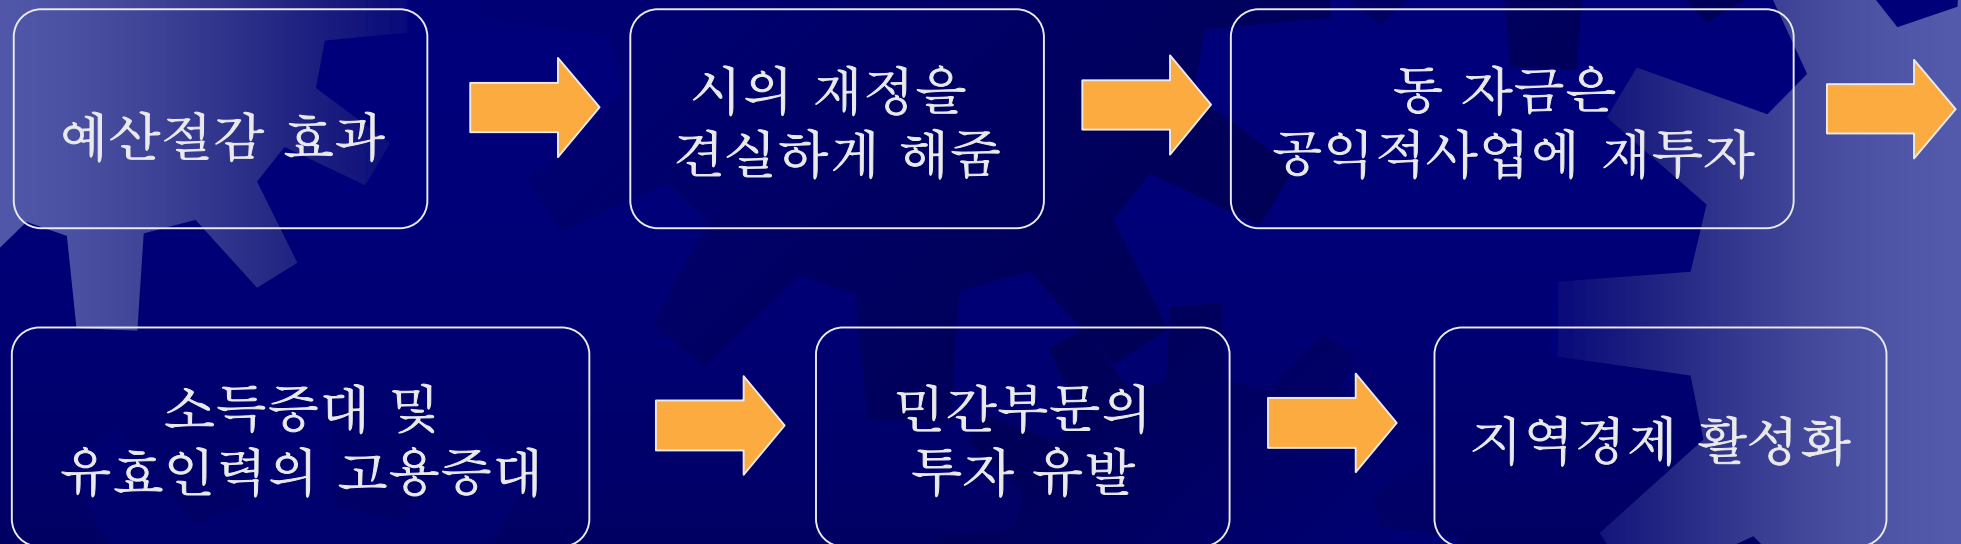 예산절감 효과
시의 재정을
견실하게 해줌
동 자금은
공익적사업에 재투자
소득증대 및
유효인력의 고용증대
민간부문의
투자 유발
지역경제 활성화